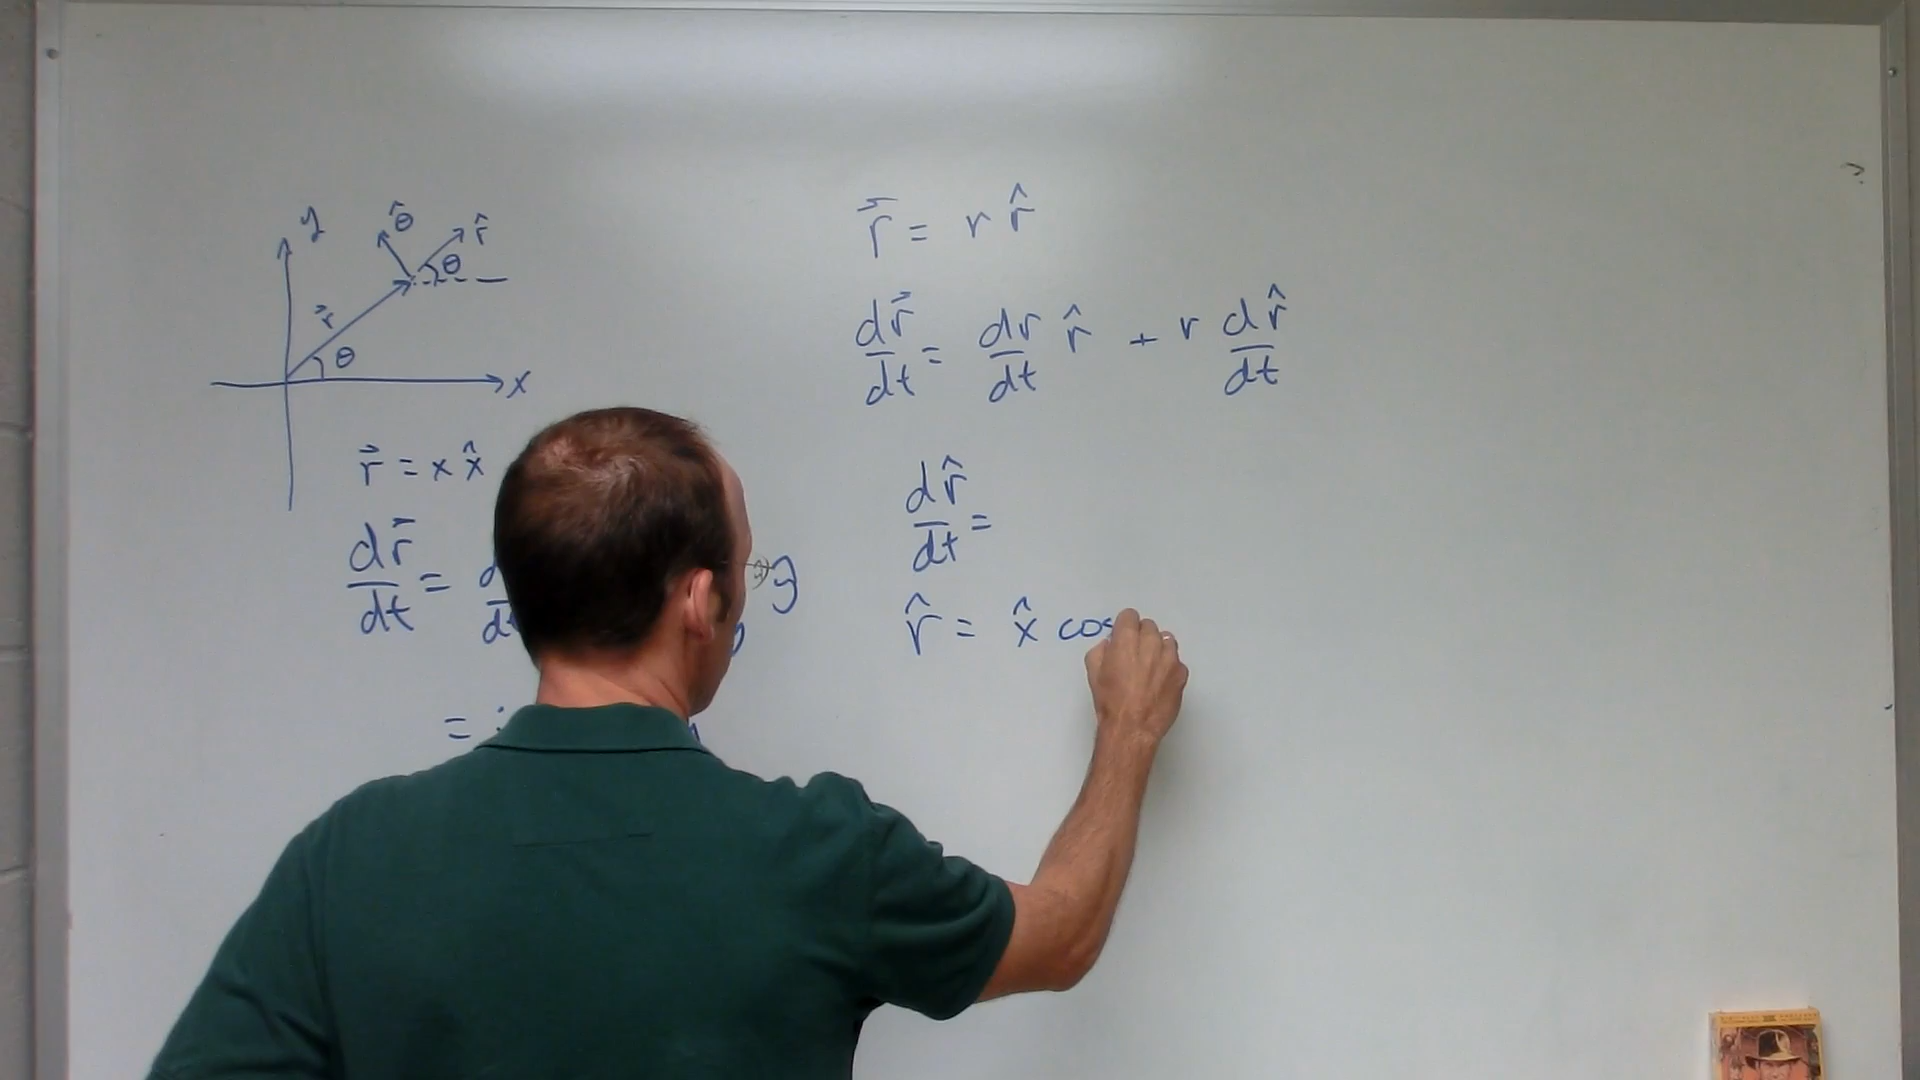 y
θ̂
r̂
θ
r⃗
θ
x
r⃗ = x x̂
dr⃗/dt =
=
r⃗ = r r̂
dr⃗/dt = dr/dt r̂ + r dr̂/dt
dr̂/dt =
r̂ = x̂ cos